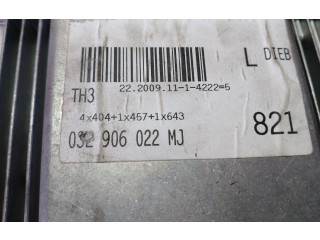 L DIEB
22.2009.11-1-4222=5
TH3
4x404+1x457+1x643
032 906 022 MJ
821